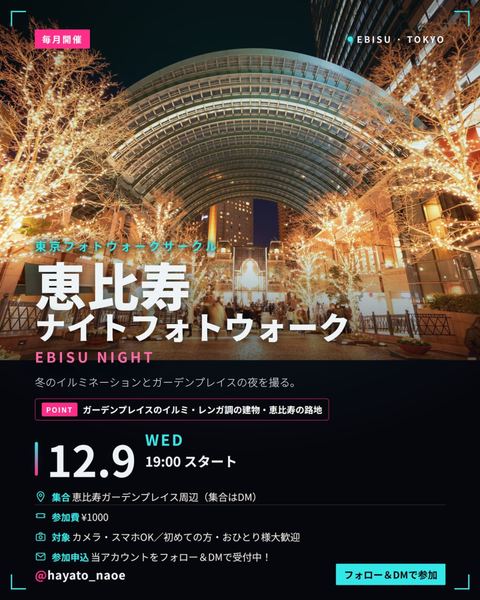 毎月開催
EBISU · TOKYO
東京フォトウォークサークル
恵比寿
ナイトフォトウォーク
EBISU NIGHT
冬のイルミネーションとガーデンプレイスの夜を撮る。
POINT ガーデンプレイスのイルミ・レンガ調の建物・恵比寿の路地
12.9
WED
19:00 スタート
集合 恵比寿ガーデンプレイス周辺（集合はDM）
参加費 ¥1000
対象 カメラ・スマホOK／初めての方・おひとり様大歓迎
参加申込 当アカウントをフォロー＆DMで受付中！
@hayato_naoe
フォロー＆DMで参加